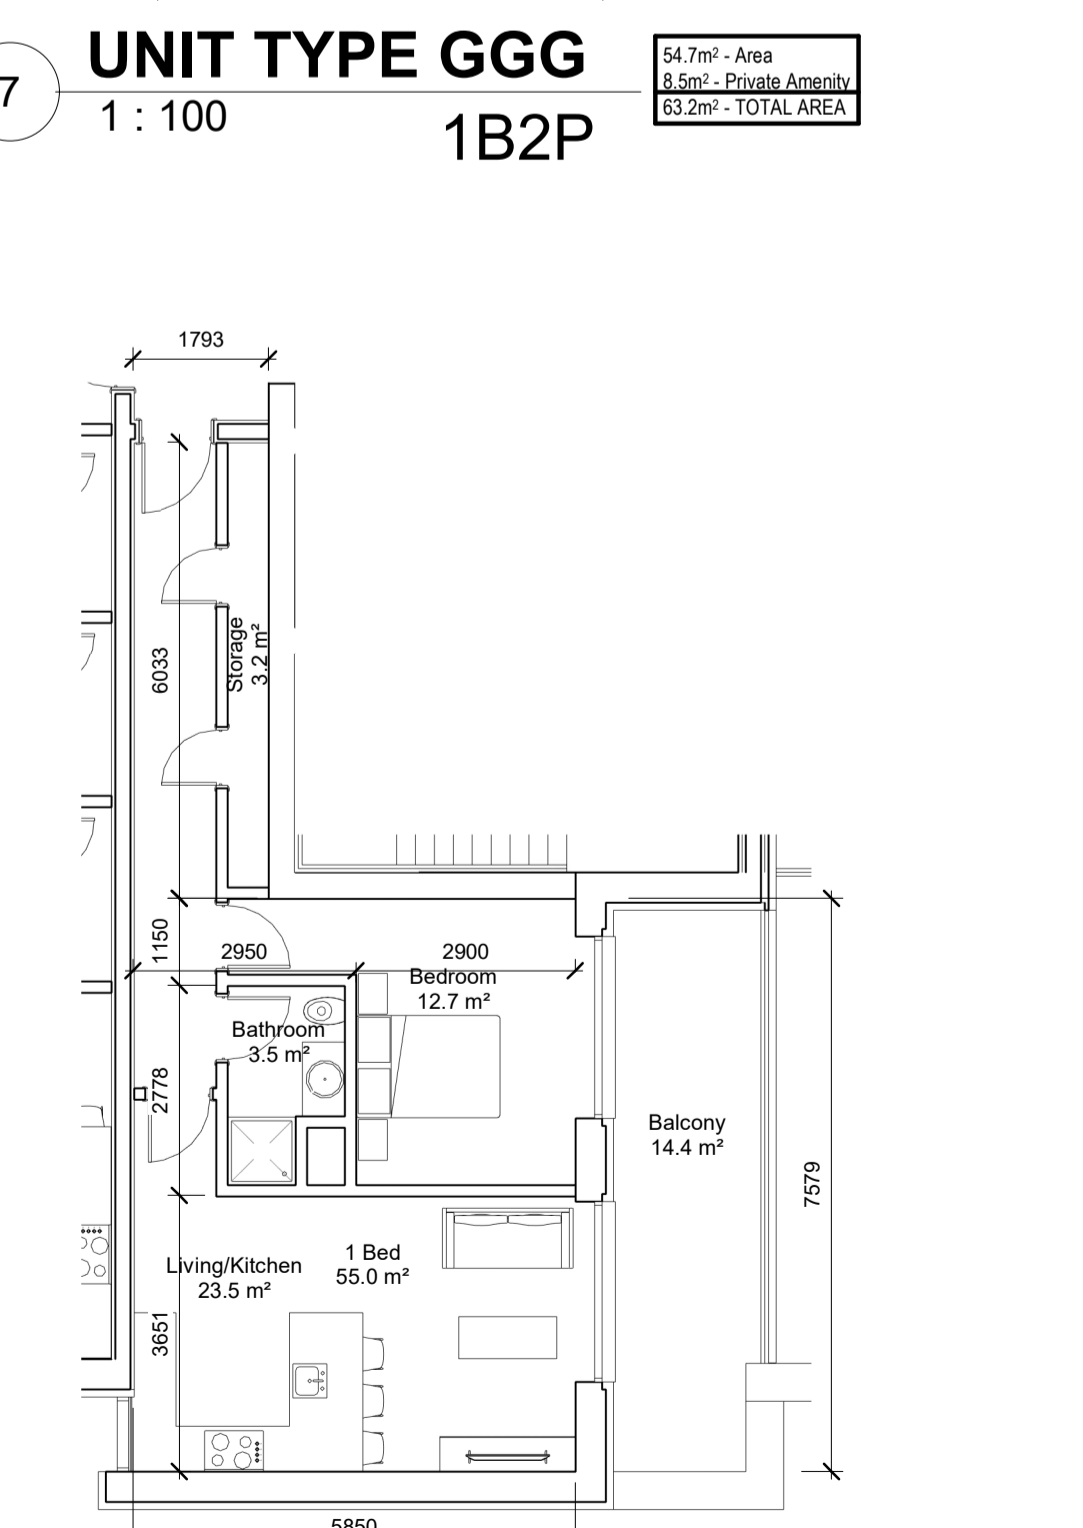 UNIT TYPE GGG
7
1 : 100
1B2P
54.7m² - Area
8.5m² - Private Amenity
63.2m² - TOTAL AREA
1793
6033
Storage
3.2 m²
1150
2950
2900
Bedroom
12.7 m²
Bathroom
3.5 m²
2778
Balcony
14.4 m²
7579
Living/Kitchen
23.5 m²
1 Bed
55.0 m²
3651
5850